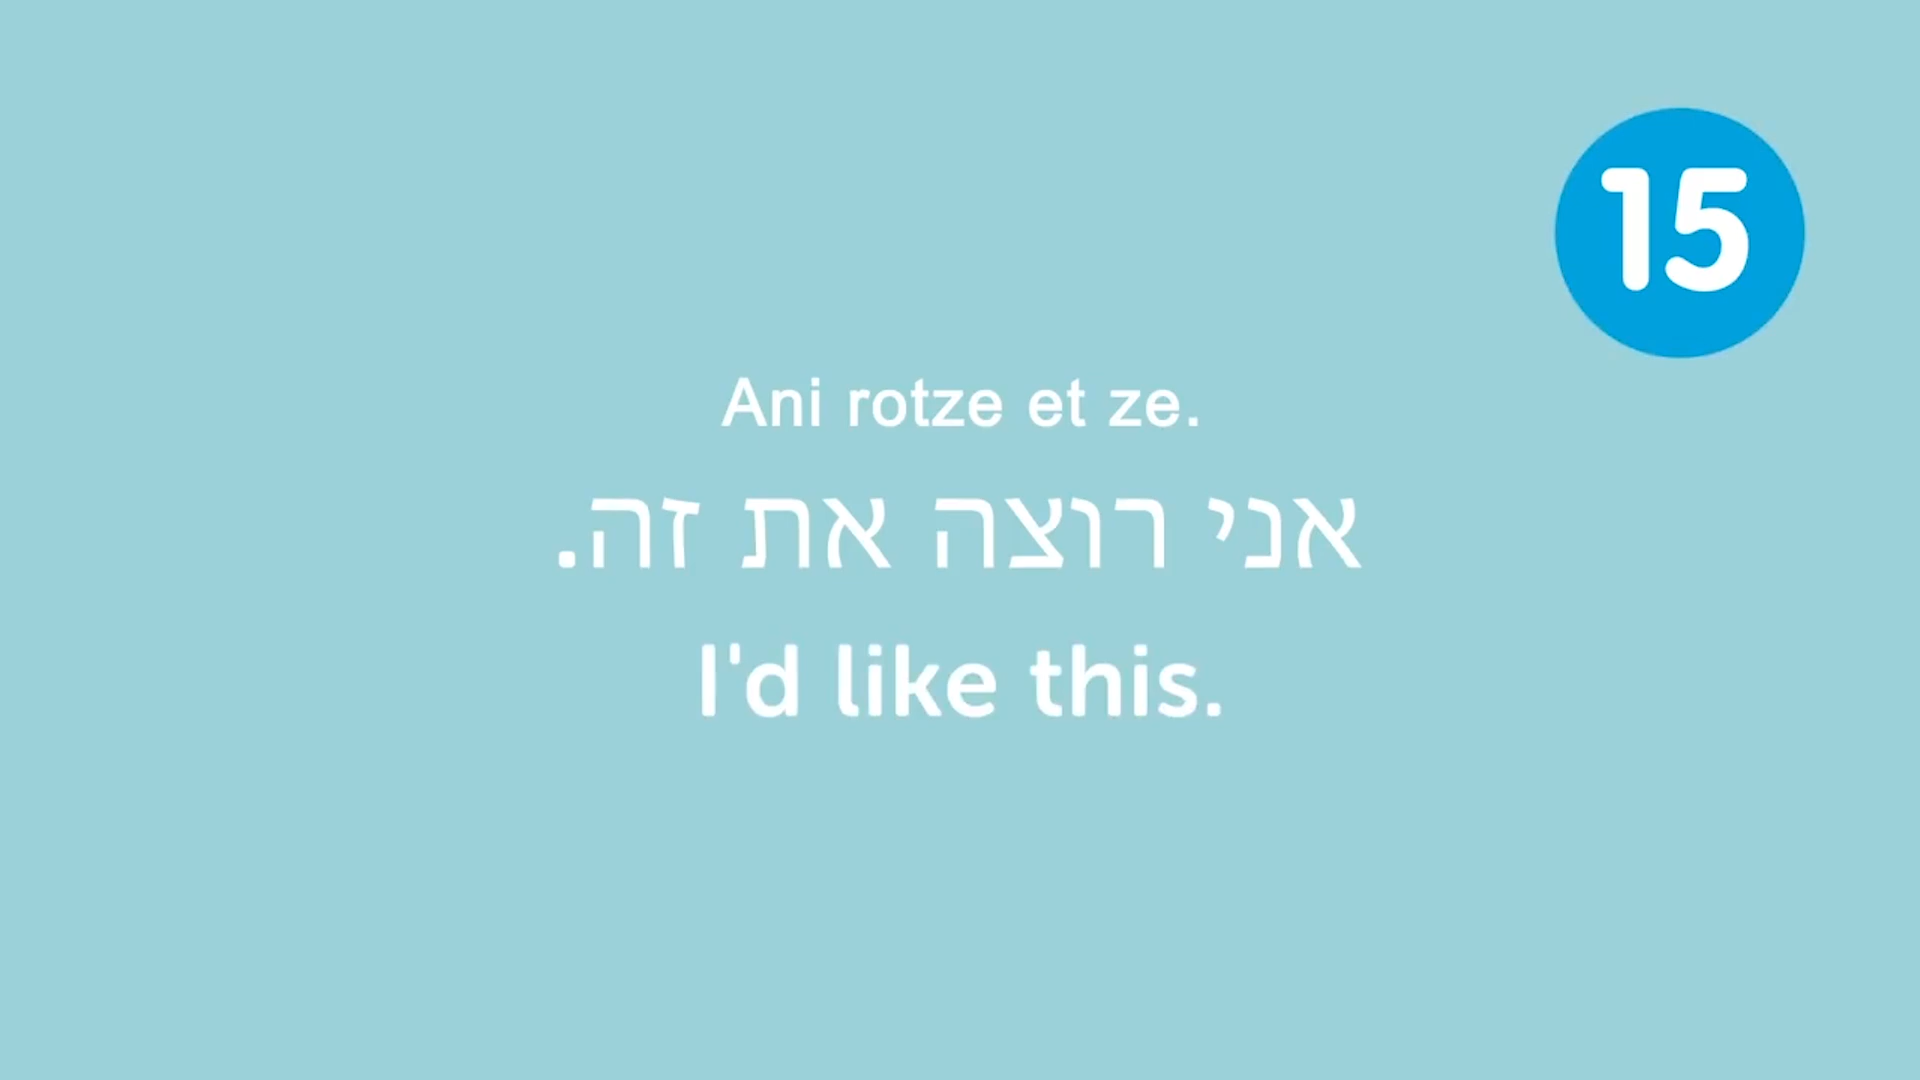 15
Ani rotze et ze.
אני רוצה את זה.
I'd like this.